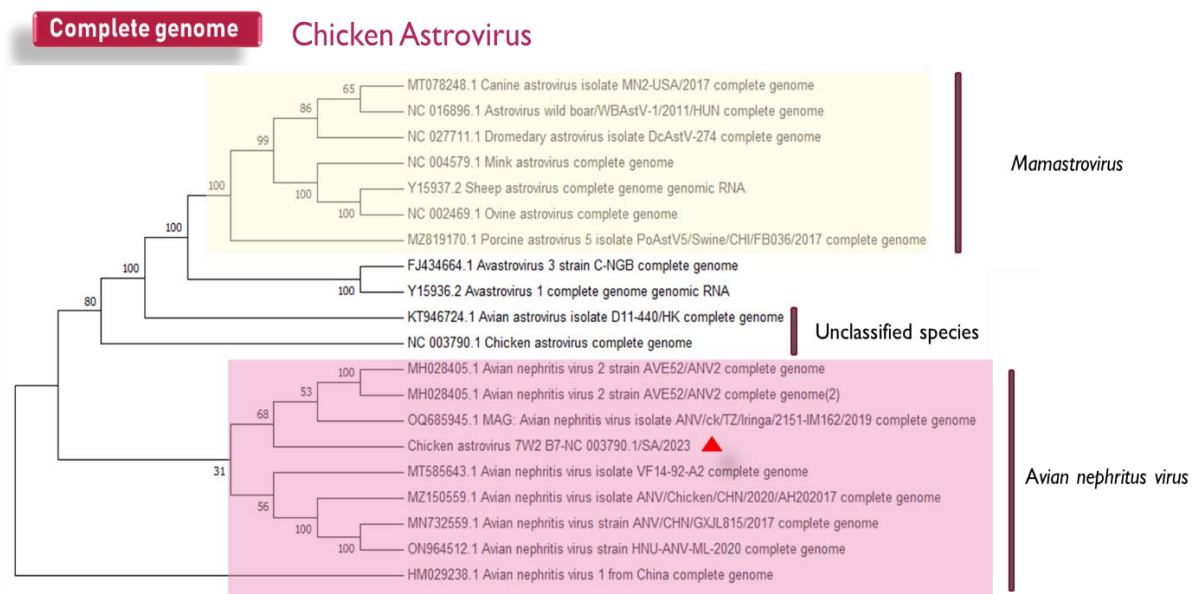 Complete genome
Chicken Astrovirus
65
MT078248.1 Canine astrovirus isolate MN2-USA/2017 complete genome
86
NC 016896.1 Astrovirus wild boar/WBAstV-1/2011/HUN complete genome
99
NC 027711.1 Dromedary astrovirus isolate DcAstV-274 complete genome
NC 004579.1 Mink astrovirus complete genome
Mamastrovirus
100
100
Y15937.2 Sheep astrovirus complete genome genomic RNA
100
NC 002469.1 Ovine astrovirus complete genome
100
MZ819170.1 Porcine astrovirus 5 isolate PoAstV5/Swine/CHI/FB036/2017 complete genome
100
FJ434664.1 Avastrovirus 3 strain C-NGB complete genome
100
Y15936.2 Avastrovirus 1 complete genome genomic RNA
80
KT946724.1 Avian astrovirus isolate D11-440/HK complete genome
Unclassified species
NC 003790.1 Chicken astrovirus complete genome
100
MH028405.1 Avian nephritis virus 2 strain AVE52/ANV2 complete genome
53
MH028405.1 Avian nephritis virus 2 strain AVE52/ANV2 complete genome(2)
68
OQ685945.1 MAG: Avian nephritis virus isolate ANV/ck/TZ/Iringa/2151-IM162/2019 complete genome
Chicken astrovirus 7W2 B7-NC 003790.1/SA/2023
31
MT585643.1 Avian nephritis virus isolate VF14-92-A2 complete genome
Avian nephritus virus
56
MZ150559.1 Avian nephritis virus isolate ANV/Chicken/CHN/2020/AH202017 complete genome
100
MN732559.1 Avian nephritis virus strain ANV/CHN/GXJL815/2017 complete genome
100
ON964512.1 Avian nephritis virus strain HNU-ANV-ML-2020 complete genome
HM029238.1 Avian nephritis virus 1 from China complete genome